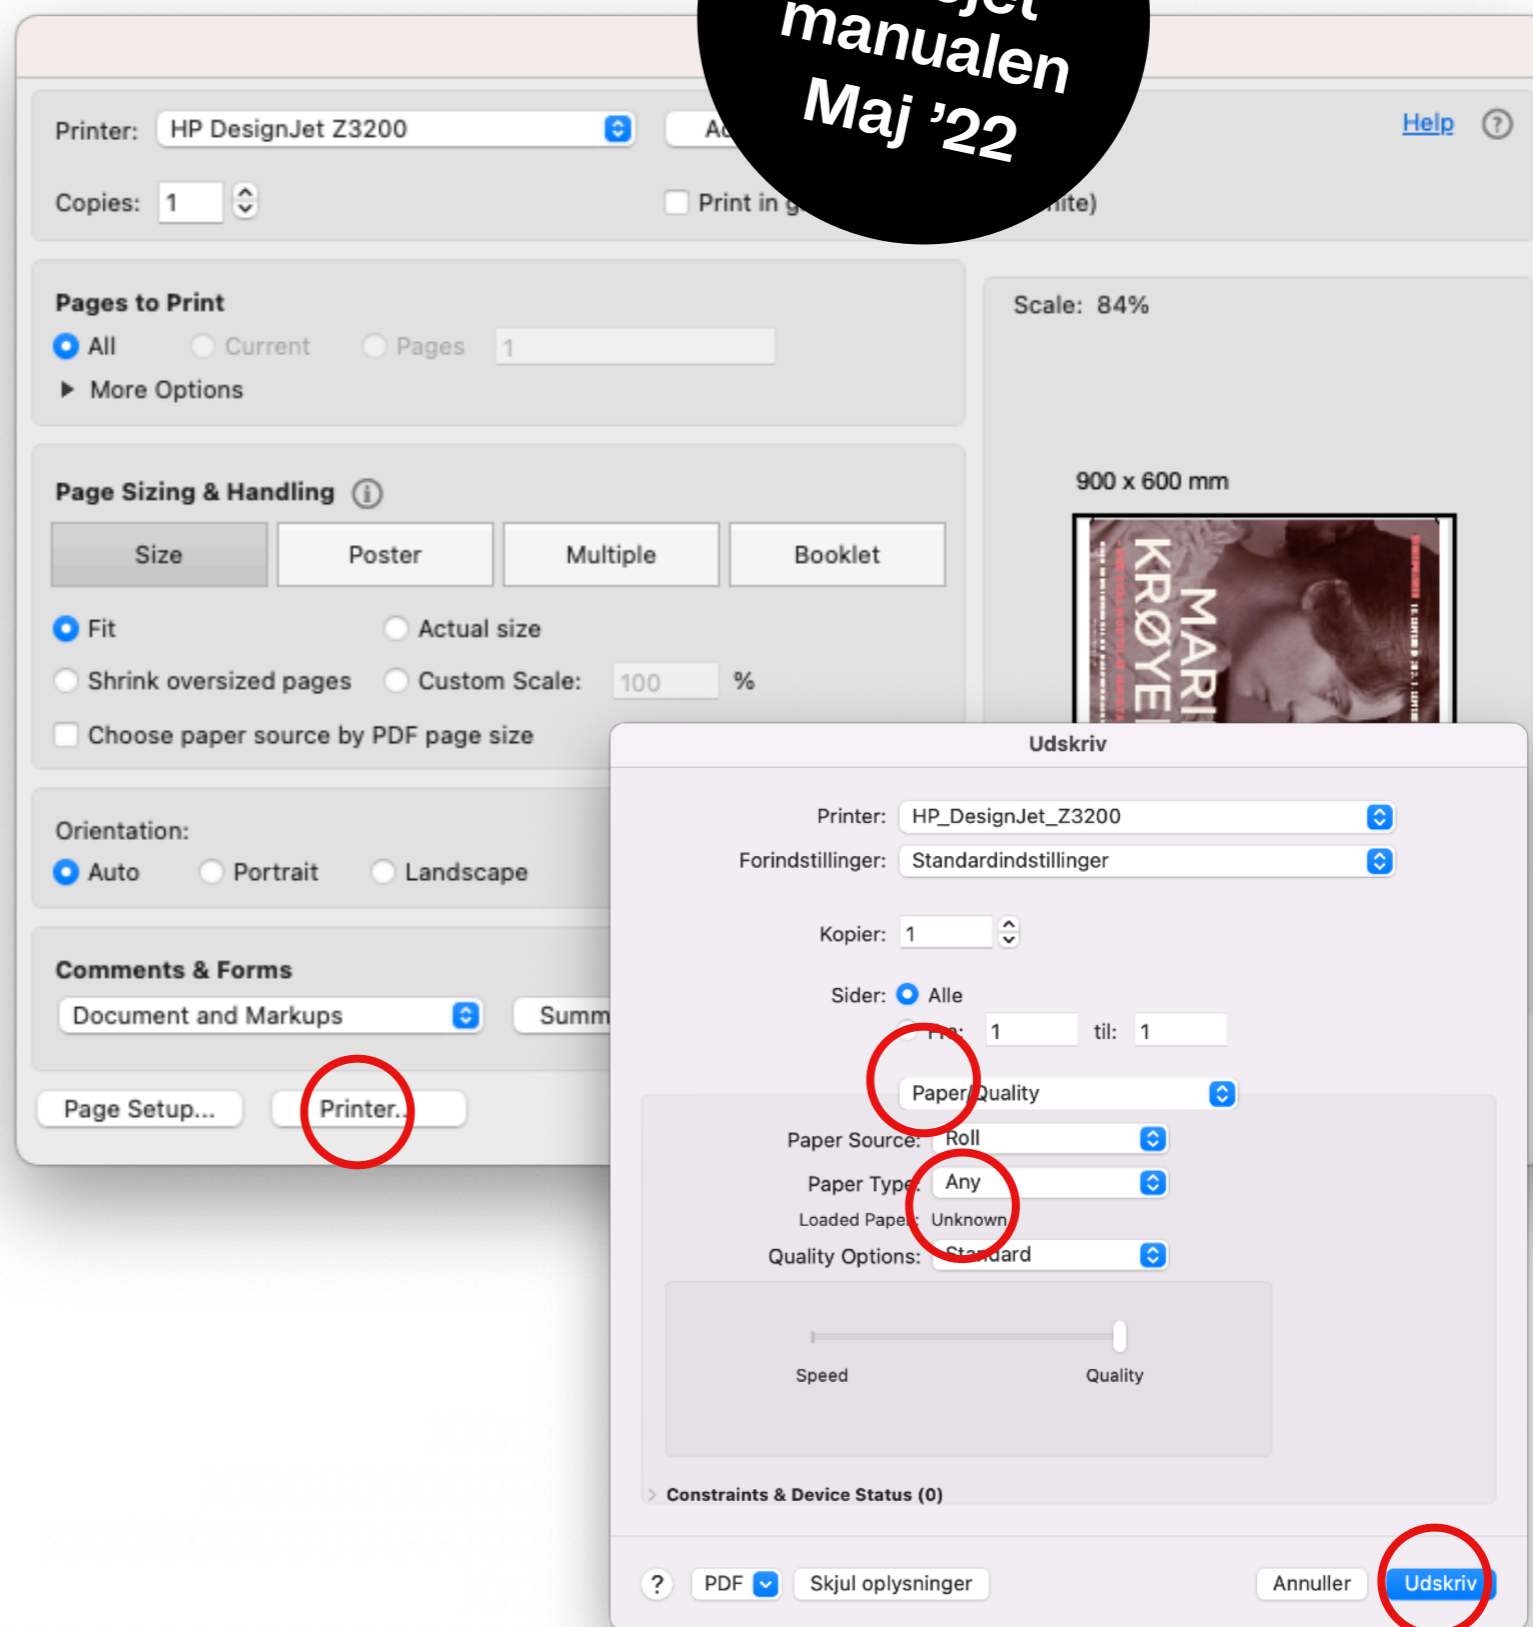 manualen
Maj ’22
Printer: HP DesignJet Z3200
Help ?
Copies: 1
Print in
Pages to Print
All Current Pages 1
More Options
Scale: 84%
Page Sizing & Handling
Size Poster Multiple Booklet
900 x 600 mm
Fit Actual size
Shrink oversized pages Custom Scale: 100 %
Choose paper source by PDF page size
Orientation:
Auto Portrait Landscape
Comments & Forms
Document and Markups
Page Setup... Printer...
Udskriv
Printer: HP_DesignJet_Z3200
Forindstillinger: Standardindstillinger
Kopier: 1
Sider: Alle
Fra: 1 til: 1
Paper/Quality
Paper Source: Roll
Paper Type: Any
Loaded Paper: Unknown
Quality Options: Standard
Speed Quality
Constraints & Device Status (0)
? PDF Skjul oplysninger Annuller Udskriv